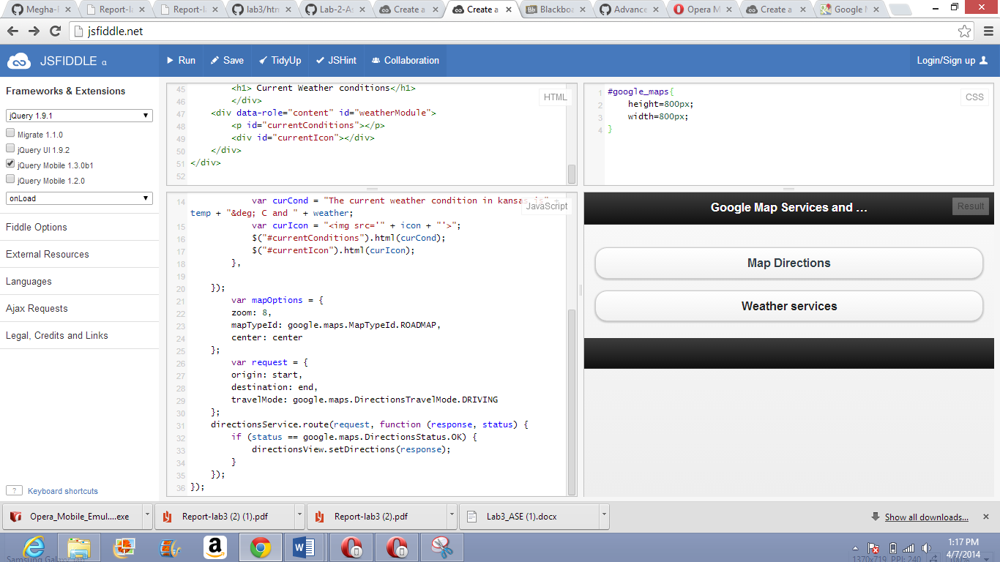 Megha-R
Report-la
Report-l
lab3/htm
Lab-2-As
Create a
Create a
Blackboa
Advance
Opera M
Create a
Google M
jsfiddle.net
JSFIDDLE α
Run
Save
TidyUp
JSHint
Collaboration
Login/Sign up
Frameworks & Extensions
jQuery 1.9.1
Migrate 1.1.0
jQuery UI 1.9.2
jQuery Mobile 1.3.0b1
jQuery Mobile 1.2.0
onLoad
Fiddle Options
External Resources
Languages
Ajax Requests
Legal, Credits and Links
? Keyboard shortcuts
HTML
45 <h1> Current Weather conditions</h1>
46 </div>
47 <div data-role="content" id="weatherModule">
48 <p id="currentConditions"></p>
49 <div id="currentIcon"></div>
50 </div>
51 </div>
52
CSS
1 #google_maps{
2 height=800px;
3 width=800px;
4 }
JavaScript
14 var curCond = "The current weather condition in kansas is" +
temp + "&deg; C and " + weather;
15 var curIcon = "<img src='" + icon + "'>";
16 $("#currentConditions").html(curCond);
17 $("#currentIcon").html(curIcon);
18 },
19
20 });
21 var mapOptions = {
22 zoom: 8,
23 mapTypeId: google.maps.MapTypeId.ROADMAP,
24 center: center
25 };
26 var request = {
27 origin: start,
28 destination: end,
29 travelMode: google.maps.DirectionsTravelMode.DRIVING
30 };
31 directionsService.route(request, function (response, status) {
32 if (status == google.maps.DirectionsStatus.OK) {
33 directionsView.setDirections(response);
34 }
35 });
36 });
Google Map Services and ...
Result
Map Directions
Weather services
Opera_Mobile_Emul....exe
Report-lab3 (2) (1).pdf
Report-lab3 (2).pdf
Lab3_ASE (1).docx
Show all downloads...
1:17 PM
4/7/2014
Samsung Galaxy Tab
1370x719 PPI: 240